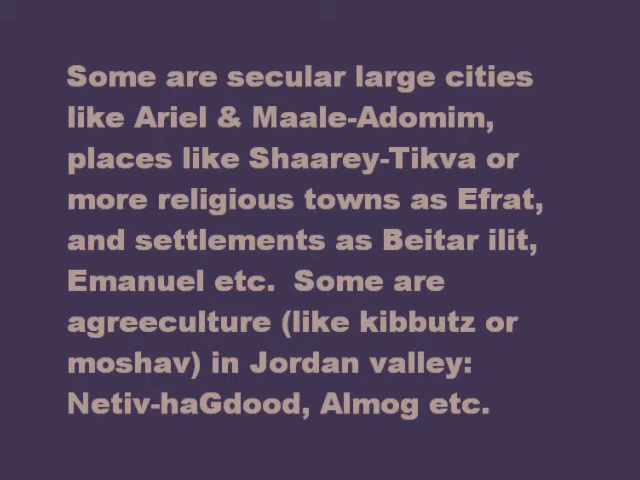 Some are secular large cities
like Ariel & Maale-Adomim,
places like Shaarey-Tikva or
more religious towns as Efrat,
and settlements as Beitar ilit,
Emanuel etc.  Some are
agreeculture (like kibbutz or
moshav) in Jordan valley:
Netiv-haGdood, Almog etc.